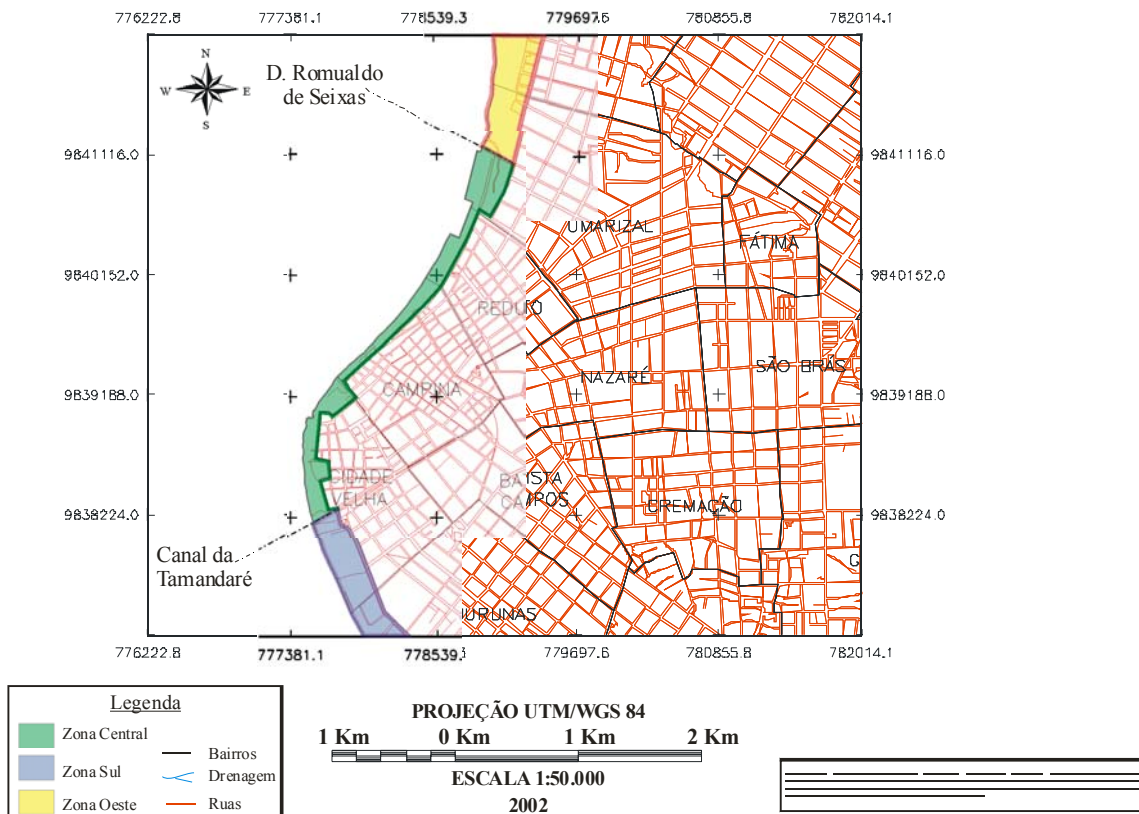 776222.8 777381.1 778539.3 779697.6 780855.8 782014.1
N
W E
S
D. Romualdo
de Seixas
9841116.0 9841116.0
UMARIZAL
FÁTIMA
9840152.0 9840152.0
REDUTO
SÃO BRÁS
NAZARÉ
CAMPINA
9839188.0 9839188.0
CIDADE
VELHA
BATISTA
CAMPOS
CREMAÇÃO
9838224.0 9838224.0
Canal da
Tamandaré
G
JURUNAS
776222.8 777381.1 778539. 779697.6 780855.8 782014.1
Legenda
Zona Central
Zona Sul
Zona Oeste
Bairros
Drenagem
Ruas
PROJEÇÃO UTM/WGS 84
1 Km 0 Km 1 Km 2 Km
ESCALA 1:50.000
2002